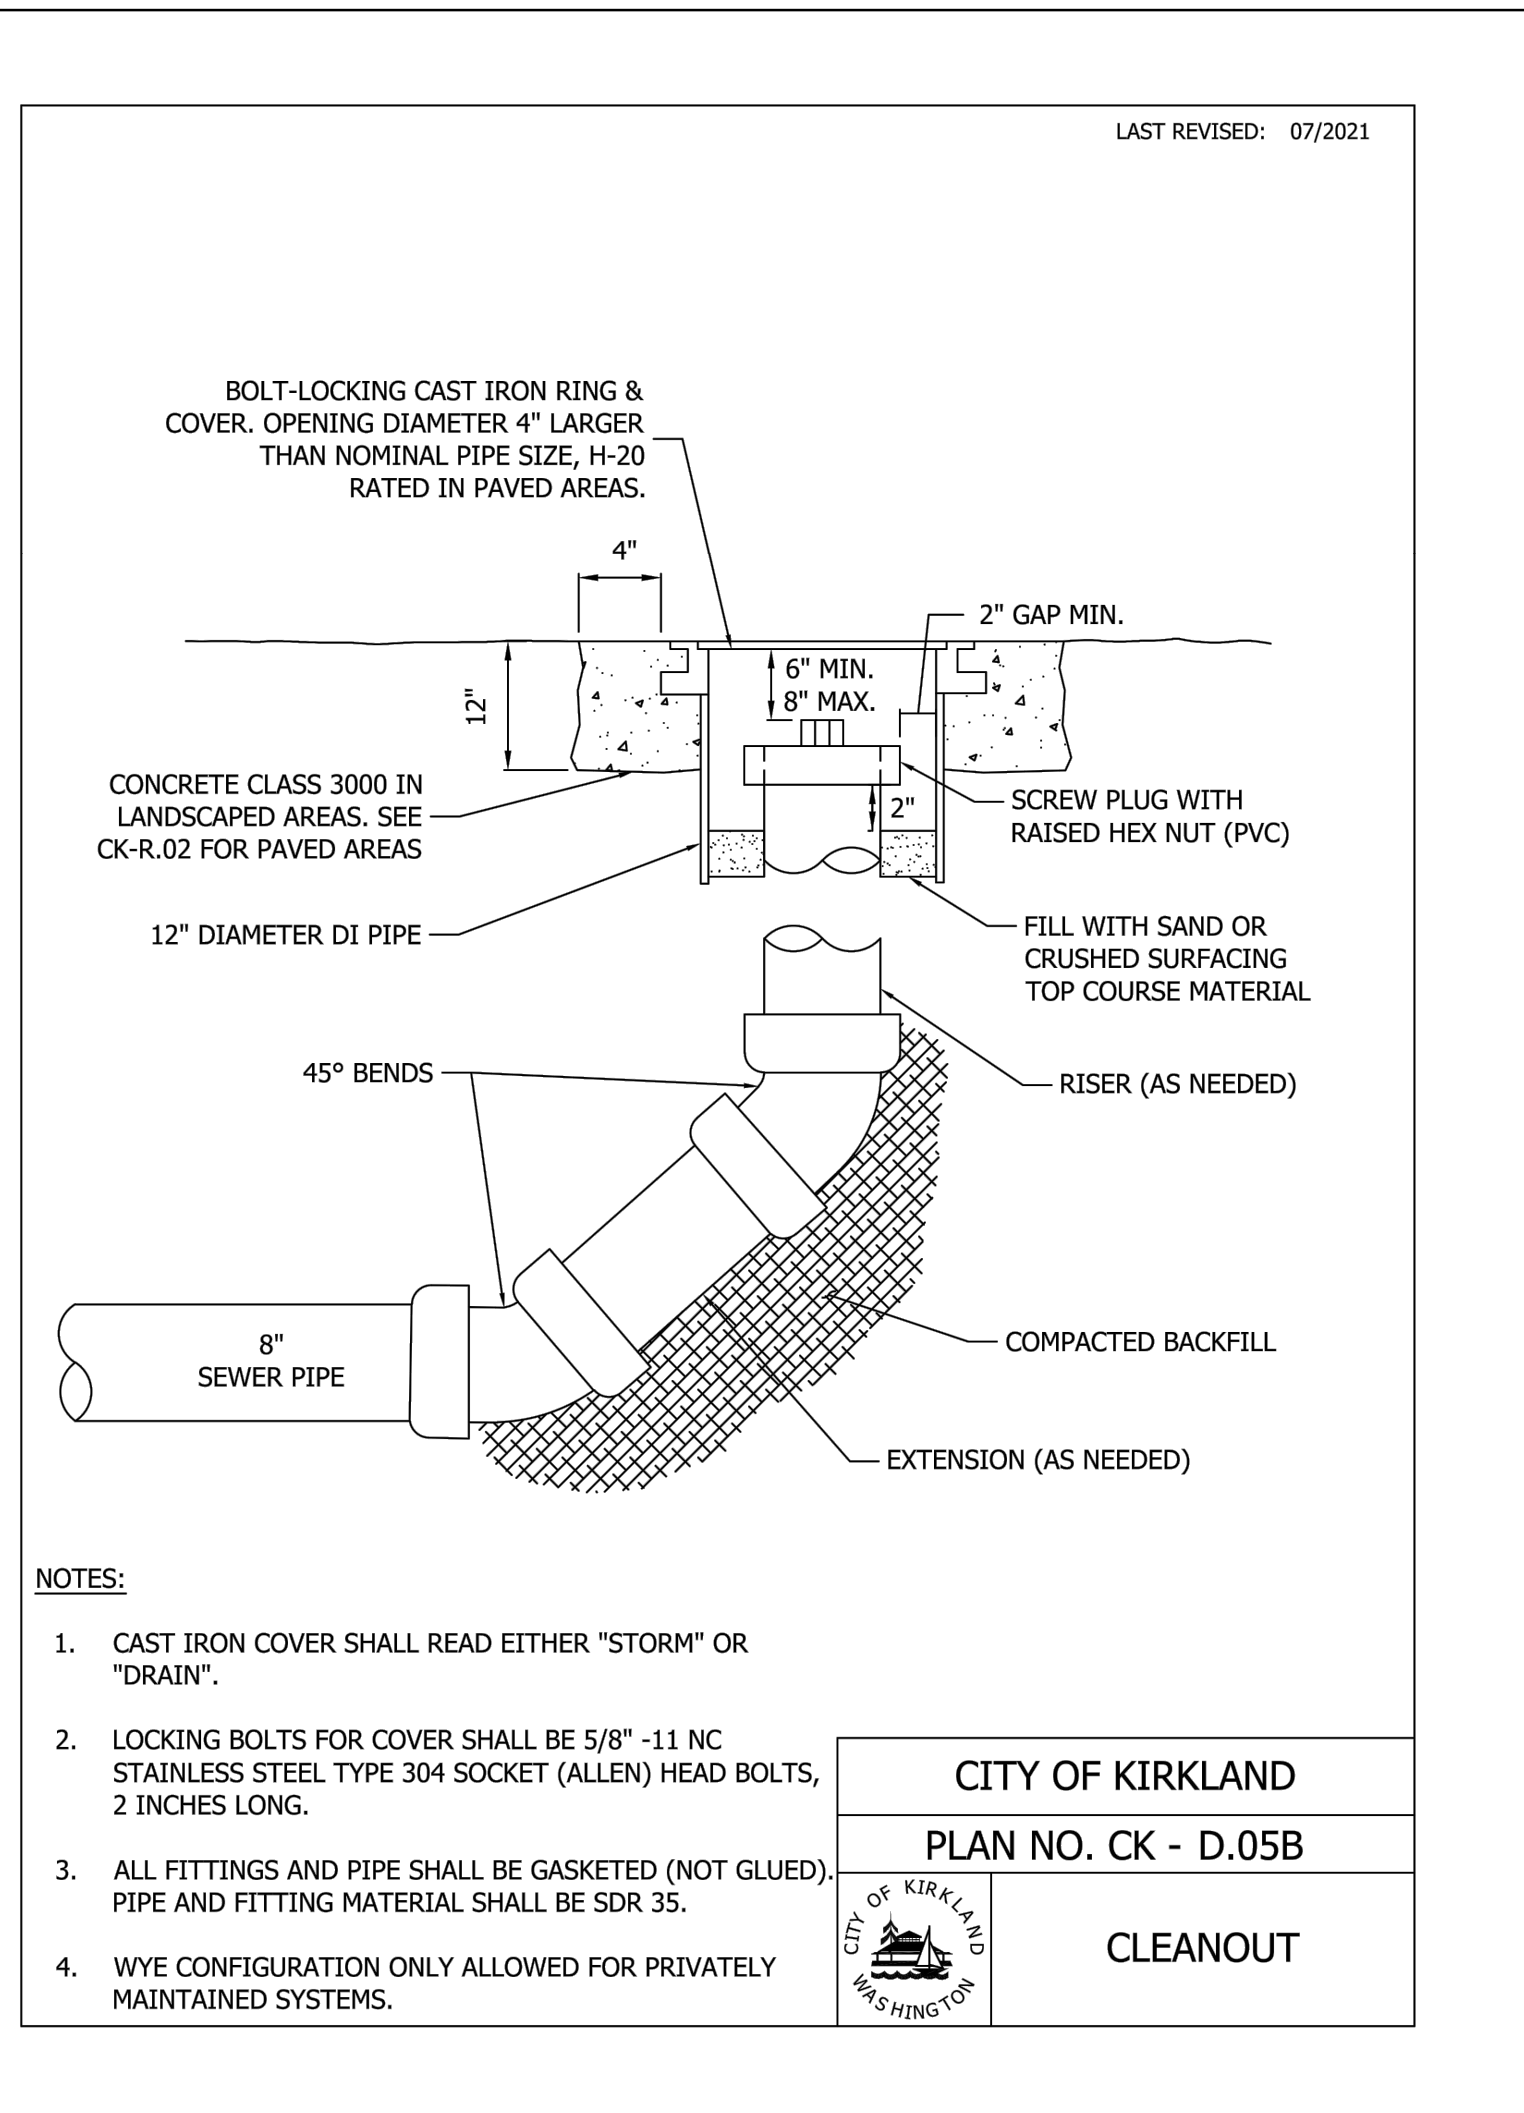 LAST REVISED: 07/2021
BOLT-LOCKING CAST IRON RING &
COVER. OPENING DIAMETER 4" LARGER
THAN NOMINAL PIPE SIZE, H-20
RATED IN PAVED AREAS.
4"
2" GAP MIN.
12"
6" MIN.
8" MAX.
CONCRETE CLASS 3000 IN
LANDSCAPED AREAS. SEE
CK-R.02 FOR PAVED AREAS
2"
SCREW PLUG WITH
RAISED HEX NUT (PVC)
12" DIAMETER DI PIPE
FILL WITH SAND OR
CRUSHED SURFACING
TOP COURSE MATERIAL
45° BENDS
RISER (AS NEEDED)
8"
SEWER PIPE
COMPACTED BACKFILL
EXTENSION (AS NEEDED)
NOTES:
1. CAST IRON COVER SHALL READ EITHER "STORM" OR
"DRAIN".
2. LOCKING BOLTS FOR COVER SHALL BE 5/8" -11 NC
STAINLESS STEEL TYPE 304 SOCKET (ALLEN) HEAD BOLTS,
2 INCHES LONG.
3. ALL FITTINGS AND PIPE SHALL BE GASKETED (NOT GLUED).
PIPE AND FITTING MATERIAL SHALL BE SDR 35.
4. WYE CONFIGURATION ONLY ALLOWED FOR PRIVATELY
MAINTAINED SYSTEMS.
CITY OF KIRKLAND
PLAN NO. CK - D.05B
CITY OF KIRKLAND
WASHINGTON
CLEANOUT